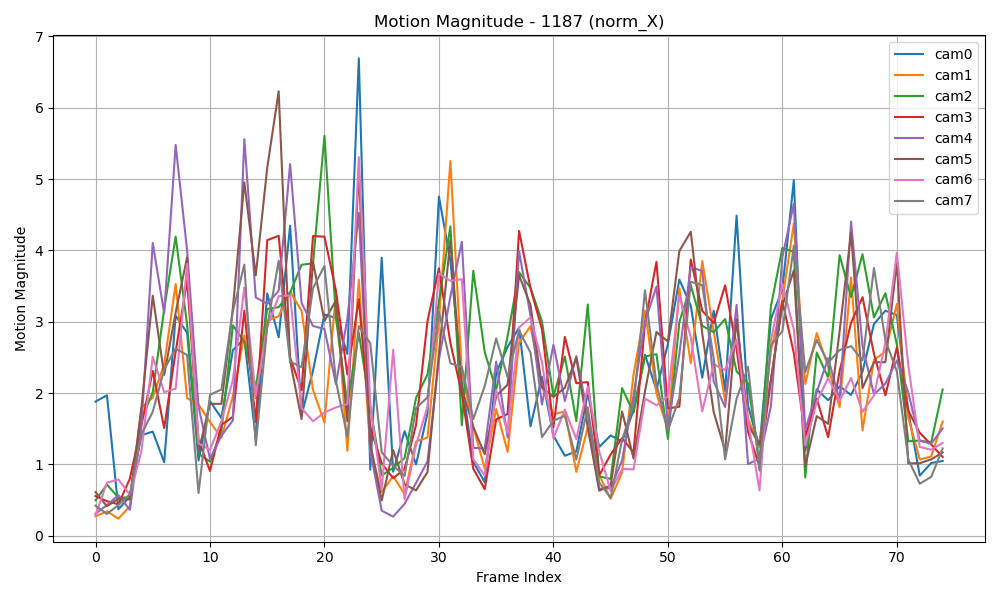 Motion Magnitude - 1187 (norm_X)
cam0
cam1
cam2
cam3
cam4
cam5
cam6
cam7
Motion Magnitude
7
6
5
4
3
2
1
0
0 10 20 30 40 50 60 70
Frame Index